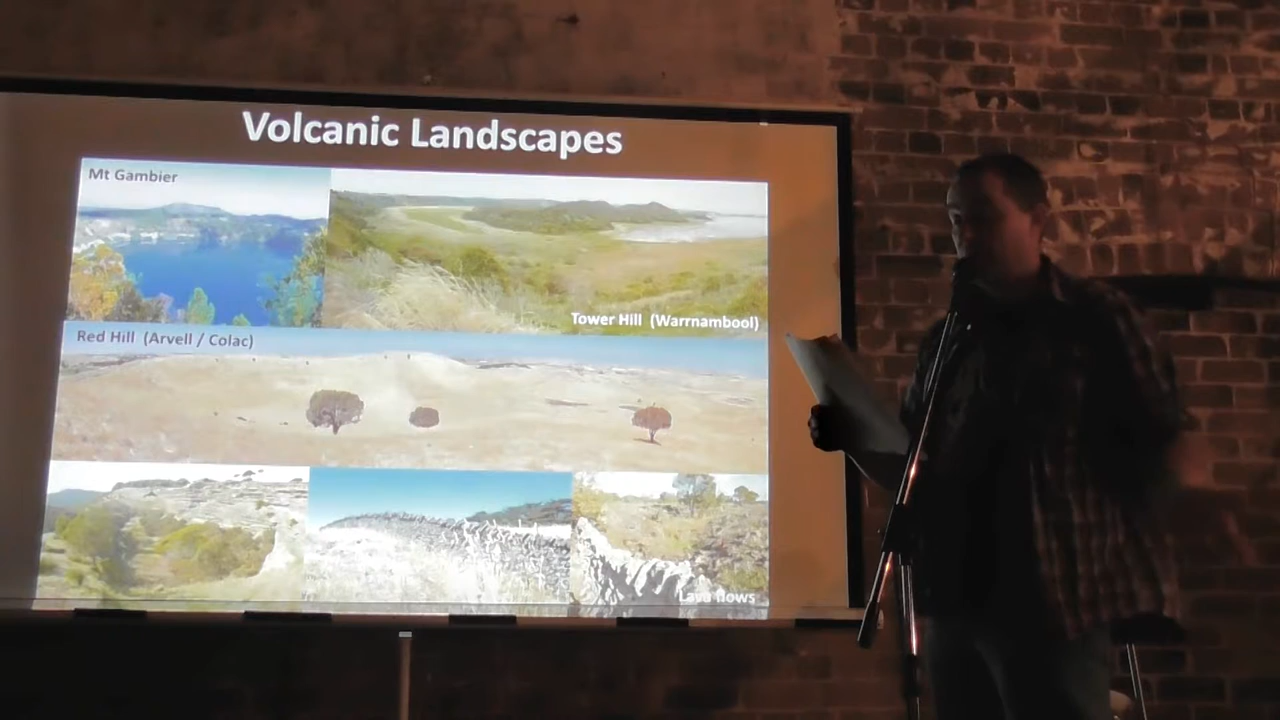 Volcanic Landscapes
Mt Gambier
Tower Hill (Warrnambool)
Red Hill (Arvell / Colac)
Lava flows